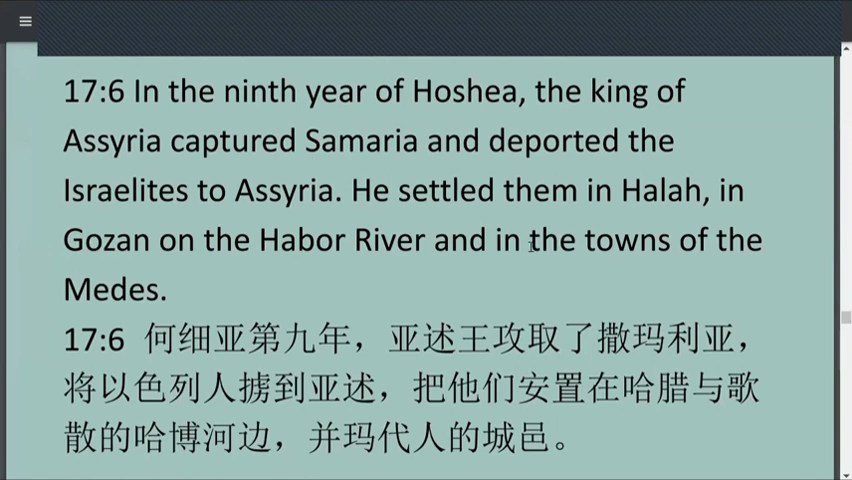 17:6 In the ninth year of Hoshea, the king of
Assyria captured Samaria and deported the
Israelites to Assyria. He settled them in Halah, in
Gozan on the Habor River and in the towns of the
Medes.
17:6 何细亚第九年，亚述王攻取了撒玛利亚，
将以色列人掳到亚述，把他们安置在哈腊与歌
散的哈博河边，并玛代人的城邑。